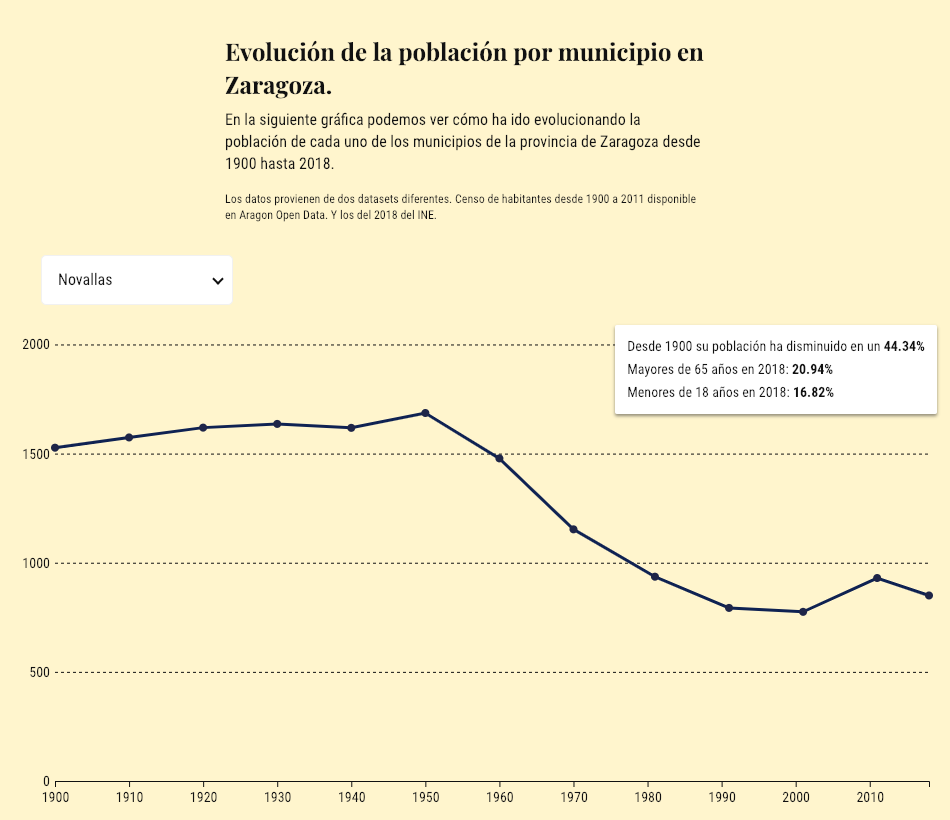 Evolución de la población por municipio en
Zaragoza.
En la siguiente gráfica podemos ver cómo ha ido evolucionando la
población de cada uno de los municipios de la provincia de Zaragoza desde
1900 hasta 2018.
Los datos provienen de dos datasets diferentes. Censo de habitantes desde 1900 a 2011 disponible
en Aragon Open Data. Y los del 2018 del INE.
Novallas
Desde 1900 su población ha disminuido en un 44.34%
Mayores de 65 años en 2018: 20.94%
Menores de 18 años en 2018: 16.82%
2000
1500
1000
500
0
1900 1910 1920 1930 1940 1950 1960 1970 1980 1990 2000 2010